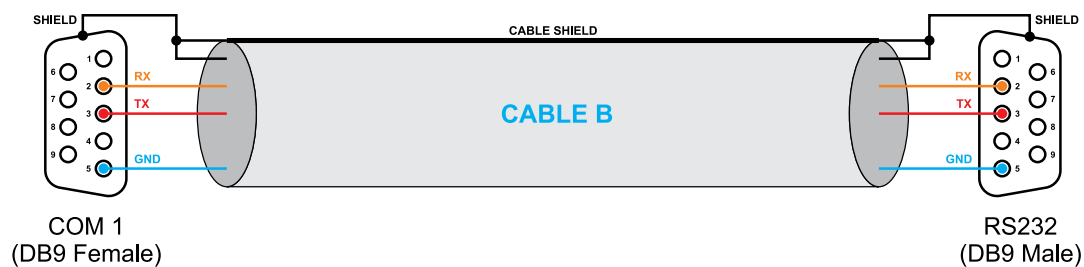 SHIELD
CABLE SHIELD
SHIELD
1
6
RX
2
7
TX
3
8
4
9
GND
5
CABLE B
1
6
RX
2
7
TX
3
8
4
9
GND
5
COM 1
(DB9 Female)
RS232
(DB9 Male)